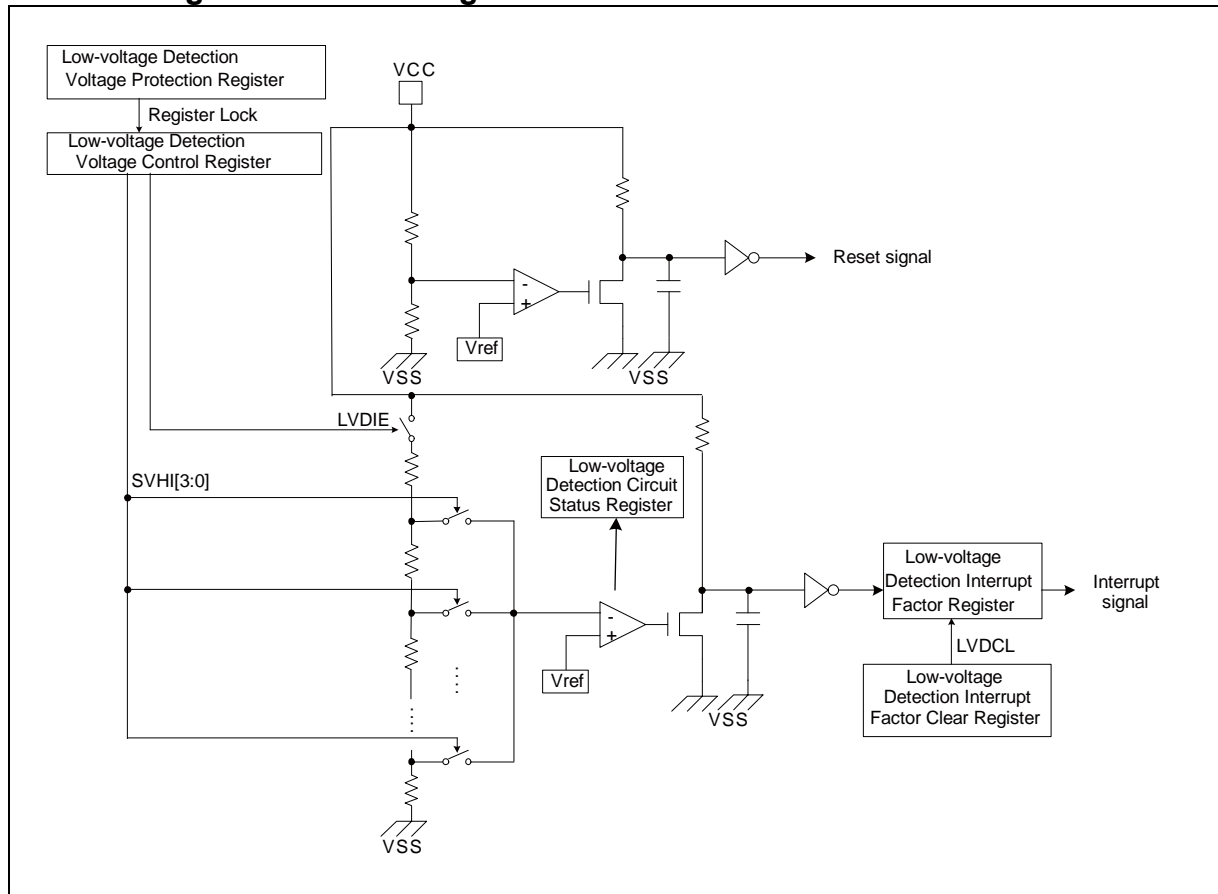 Low-voltage Detection
Voltage Protection Register
Register Lock
Low-voltage Detection
Voltage Control Register
VCC
Reset signal
-
+
Vref
VSS
VSS
LVDIE
SVHI[3:0]
Low-voltage
Detection Circuit
Status Register
-
+
Vref
VSS
Low-voltage
Detection Interrupt
Factor Register
Interrupt
signal
LVDCL
Low-voltage
Detection Interrupt
Factor Clear Register
VSS